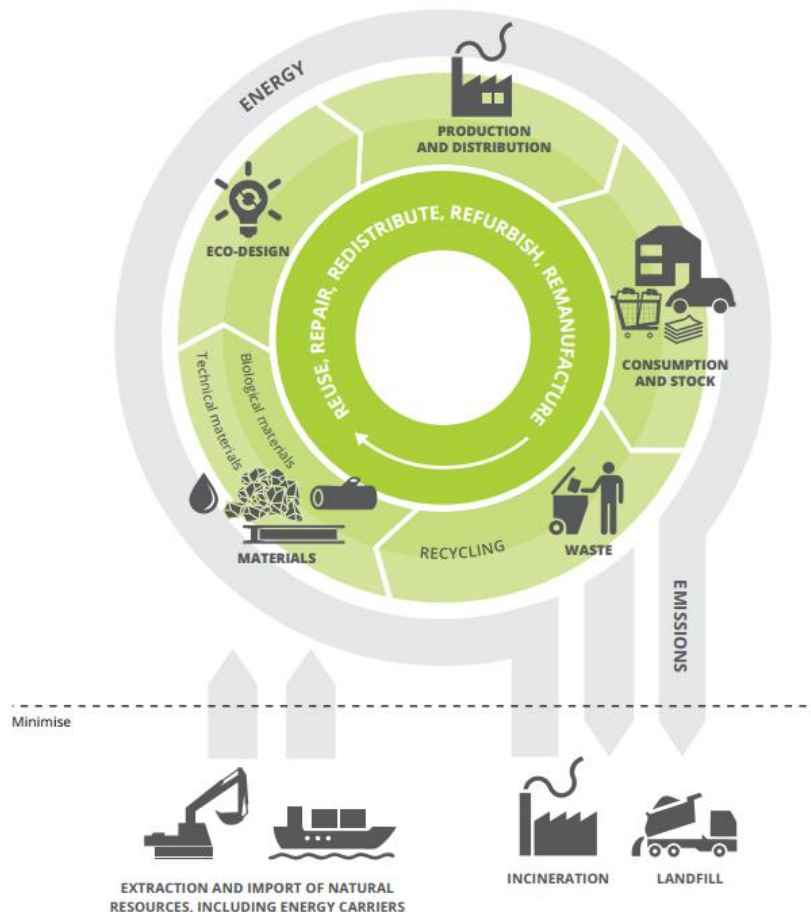 ENERGY
PRODUCTION
AND DISTRIBUTION
ECO-DESIGN
REUSE, REPAIR, REDISTRIBUTE, REFURBISH, REMANUFACTURE
CONSUMPTION
AND STOCK
Technical materials
Biological materials
MATERIALS
RECYCLING
WASTE
EMISSIONS
Minimise
EXTRACTION AND IMPORT OF NATURAL
RESOURCES, INCLUDING ENERGY CARRIERS
INCINERATION
LANDFILL